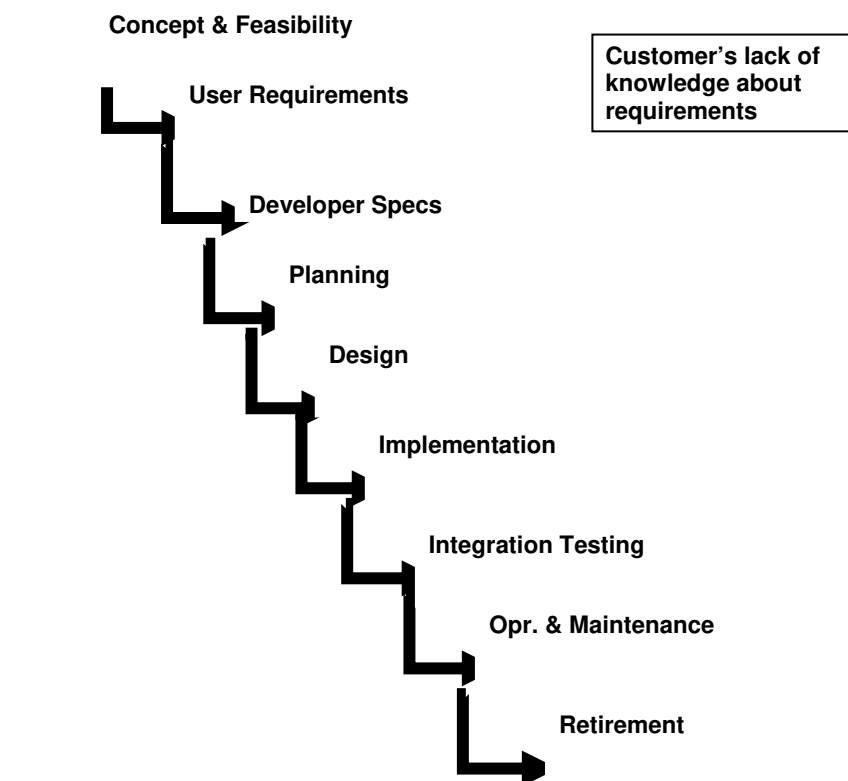 Concept & Feasibility
Customer’s lack of
knowledge about
requirements
User Requirements
Developer Specs
Planning
Design
Implementation
Integration Testing
Opr. & Maintenance
Retirement